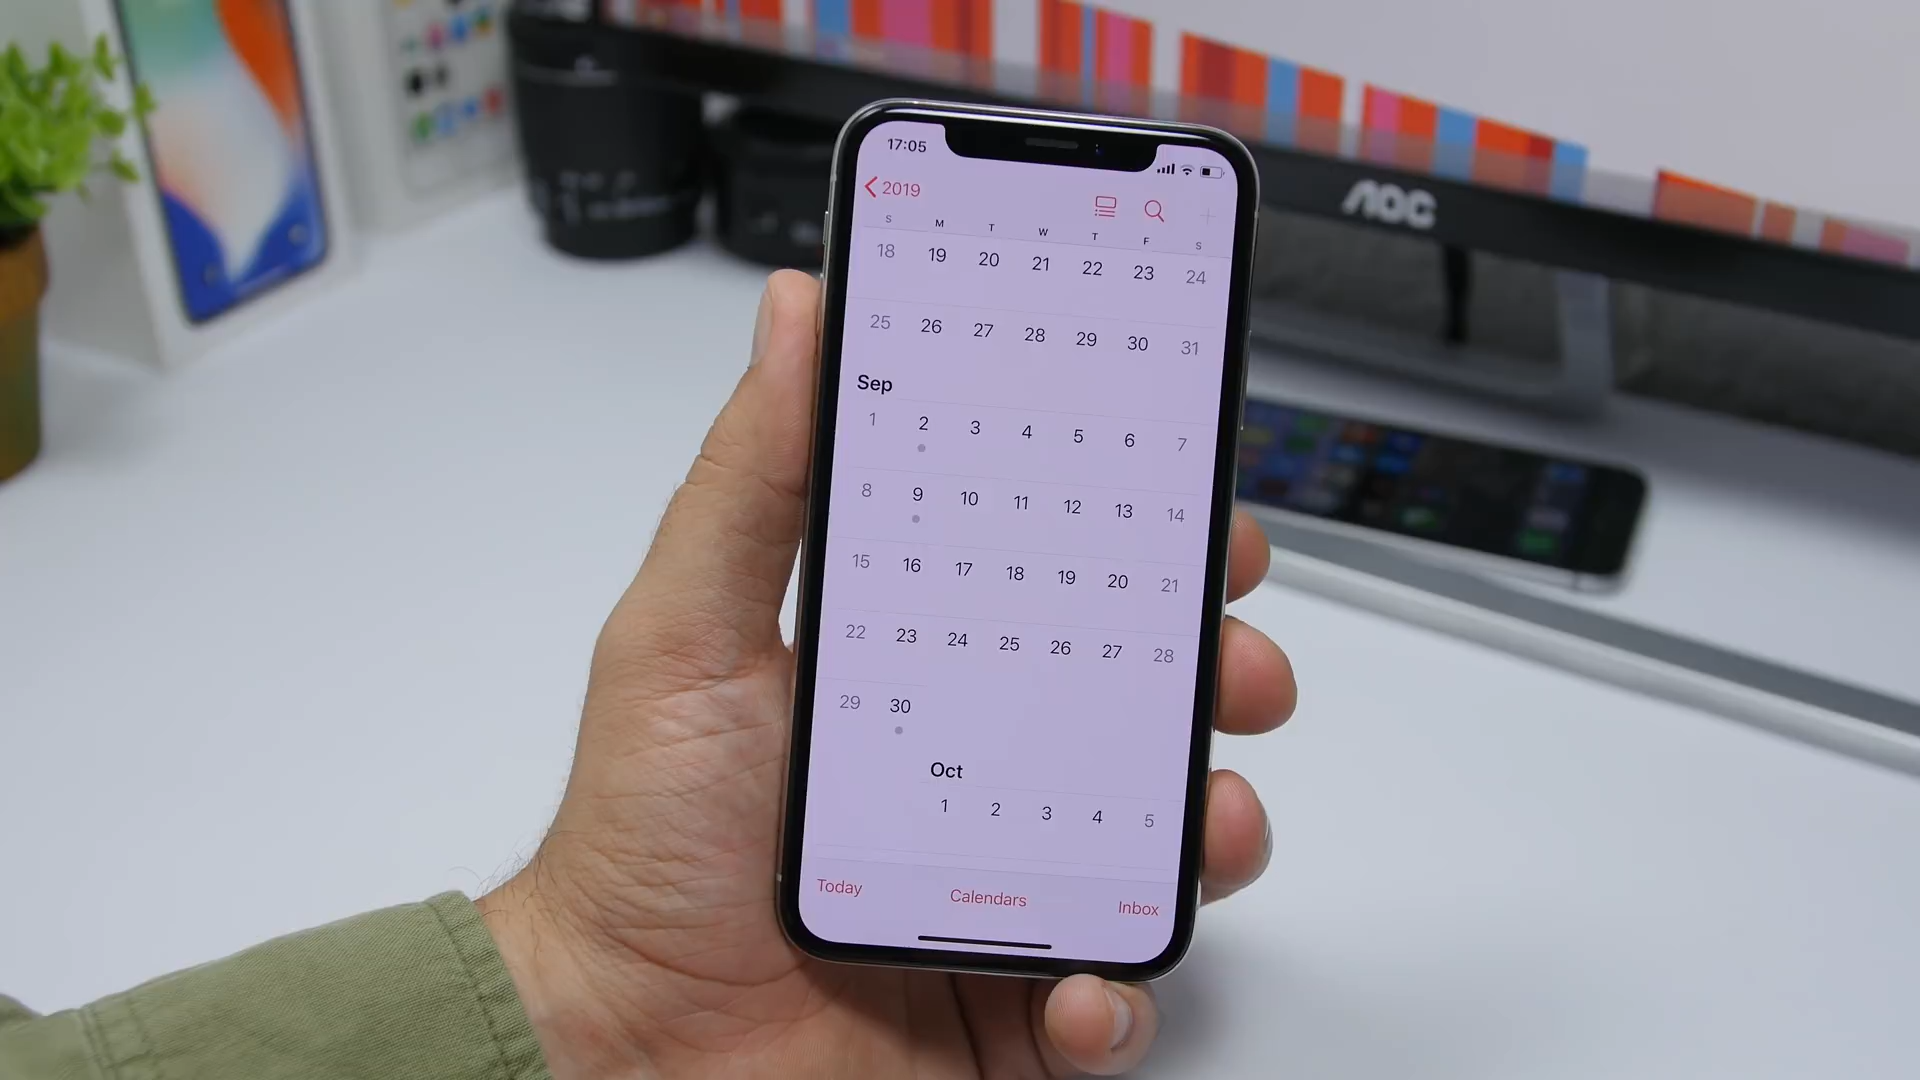 17:05
2019
S M T W T F S
18 19 20 21 22 23 24
25 26 27 28 29 30 31
Sep
1 2 3 4 5 6 7
8 9 10 11 12 13 14
15 16 17 18 19 20 21
22 23 24 25 26 27 28
29 30
Oct
1 2 3 4 5
Today Calendars Inbox
AOC